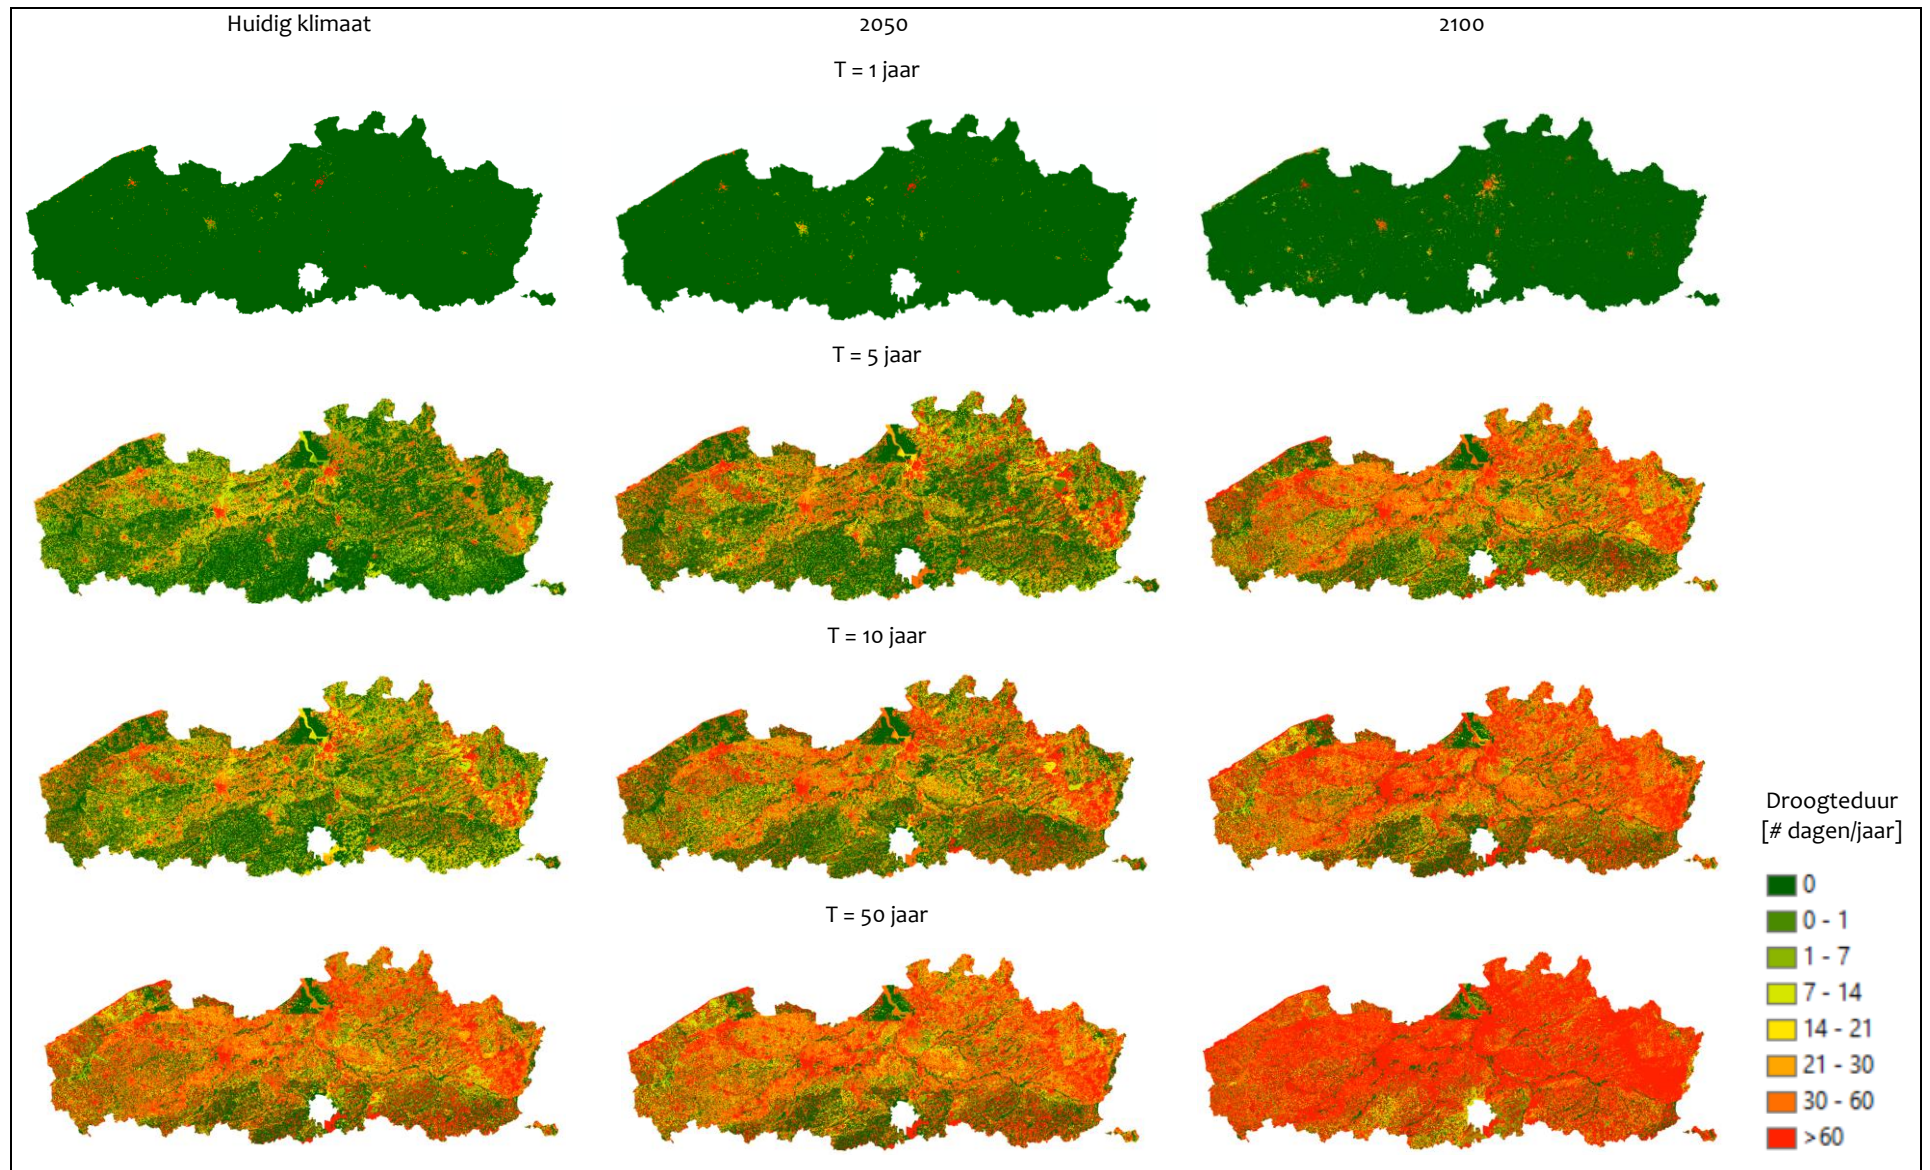 Huidig klimaat
2050
2100
T = 1 jaar
T = 5 jaar
T = 10 jaar
T = 50 jaar
Droogteduur
[# dagen/jaar]
0
0 - 1
1 - 7
7 - 14
14 - 21
21 - 30
30 - 60
>60